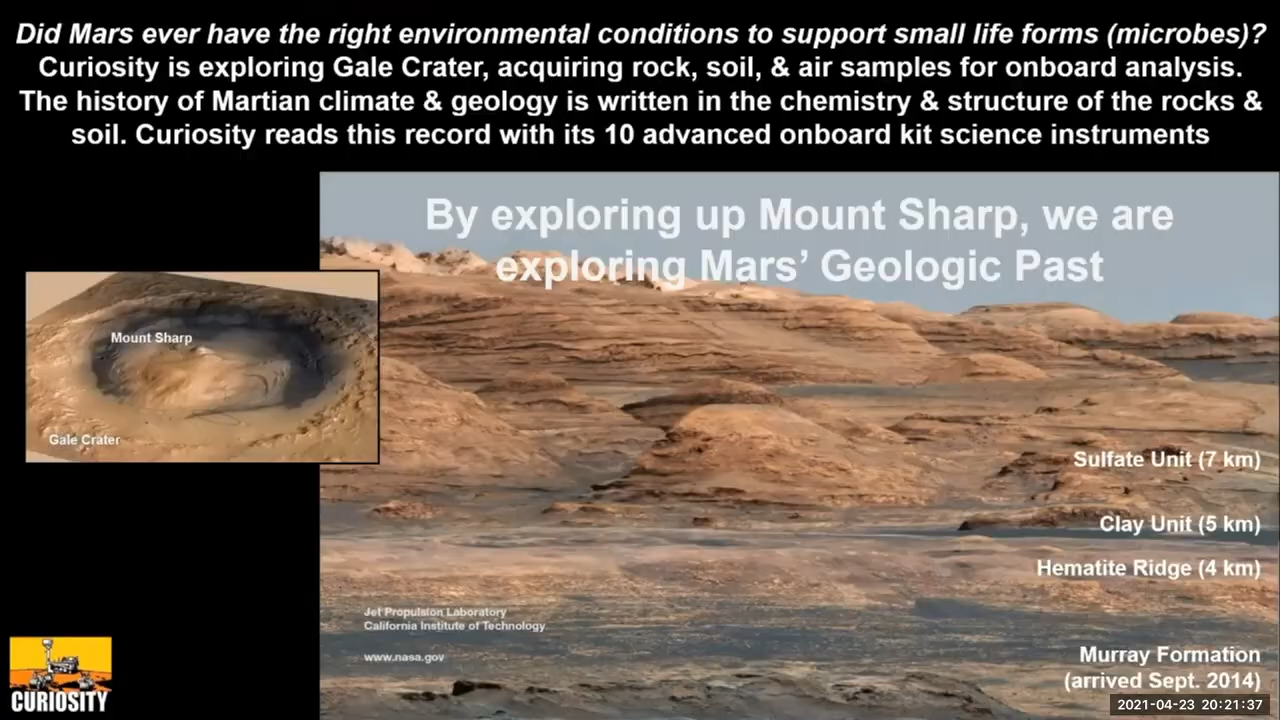 Did Mars ever have the right environmental conditions to support small life forms (microbes)?
Curiosity is exploring Gale Crater, acquiring rock, soil, & air samples for onboard analysis.
The history of Martian climate & geology is written in the chemistry & structure of the rocks &
soil. Curiosity reads this record with its 10 advanced onboard kit science instruments
By exploring up Mount Sharp, we are
exploring Mars’ Geologic Past
Mount Sharp
Gale Crater
Sulfate Unit (7 km)
Clay Unit (5 km)
Hematite Ridge (4 km)
Jet Propulsion Laboratory
California Institute of Technology
www.nasa.gov
Murray Formation
(arrived Sept. 2014)
CURIOSITY
2021-04-23 20:21:37